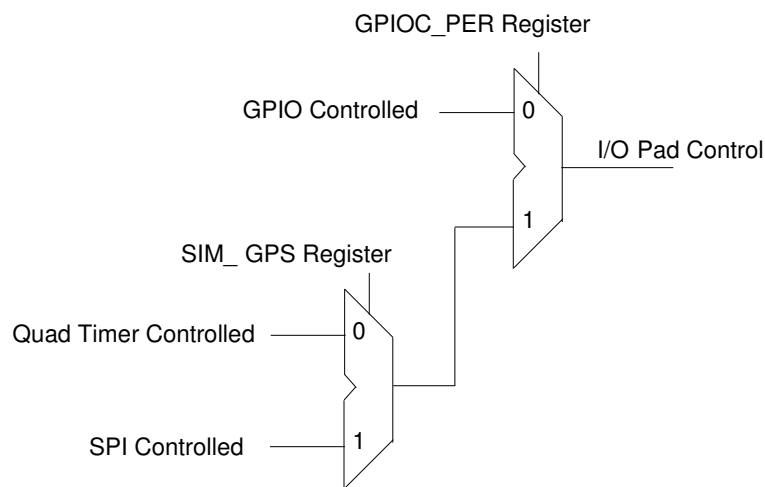 GPIOC_PER Register
GPIO Controlled
0
I/O Pad Control
1
SIM_ GPS Register
Quad Timer Controlled
0
SPI Controlled
1